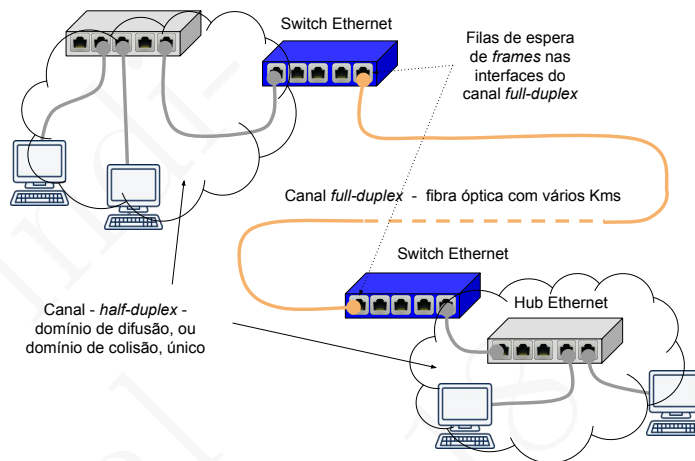 Switch Ethernet
Filas de espera
de frames nas
interfaces do
canal full-duplex
Canal full-duplex - fibra óptica com vários Kms
Switch Ethernet
Hub Ethernet
Canal - half-duplex -
domínio de difusão, ou
domínio de colisão, único